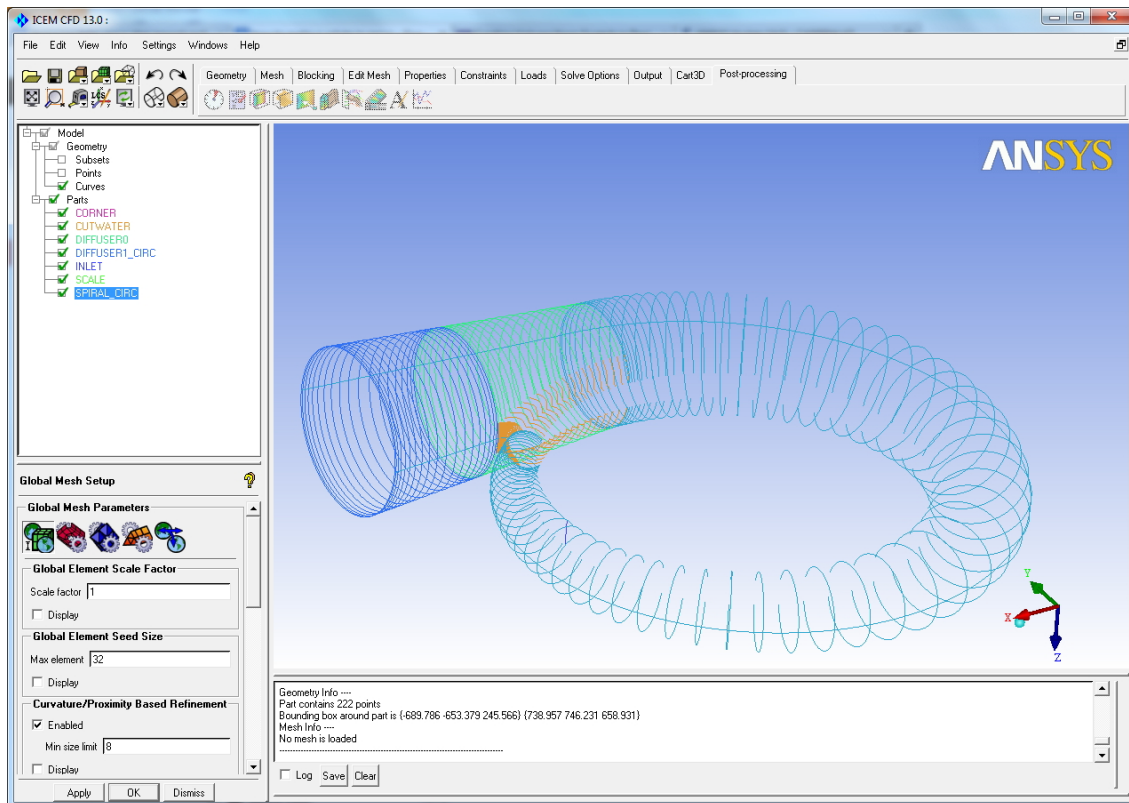 ICEM CFD 13.0 :
File Edit View Info Settings Windows Help
Geometry Mesh Blocking Edit Mesh Properties Constraints Loads Solve Options Output Cart3D Post-processing
Model
Geometry
Subsets
Points
Curves
Parts
CORNER
CUTWATER
DIFFUSER0
DIFFUSER1_CIRC
INLET
SCALE
SPIRAL_CIRC
ANSYS
Y
X
Z
Global Mesh Setup
Global Mesh Parameters
Global Element Scale Factor
Scale factor 1
Display
Global Element Seed Size
Max element 32
Display
Curvature/Proximity Based Refinement
Enabled
Min size limit 8
Display
Apply OK Dismiss
Geometry Info ----
Part contains 222 points
Bounding box around part is {-689.786 -653.379 245.566} {738.957 746.231 658.931}
Mesh Info ----
No mesh is loaded
--------------------------------------------------------------------------
Log Save Clear